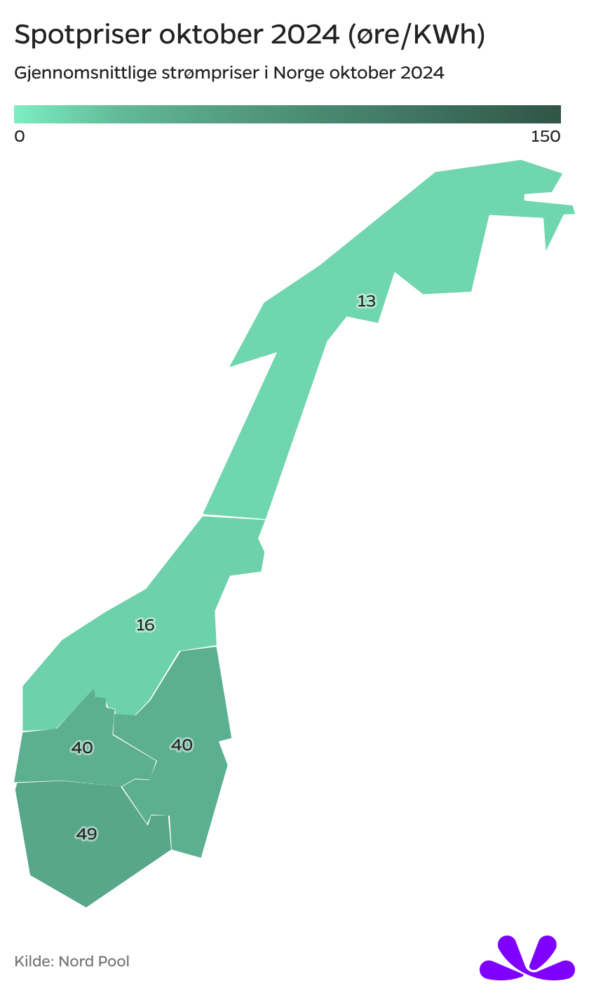 Spotpriser oktober 2024 (øre/KWh)
Gjennomsnittlige strømpriser i Norge oktober 2024
0 150
13
16
40 40
49
Kilde: Nord Pool